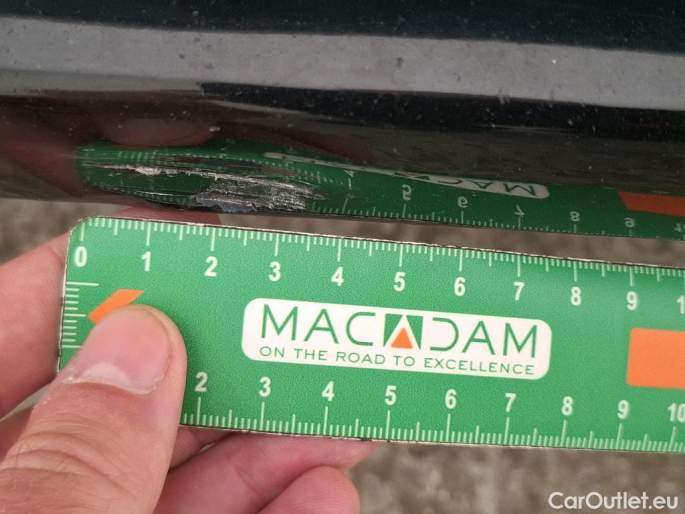 0 1 2 3 4 5 6 7 8 9 1
MACADAM
ON THE ROAD TO EXCELLENCE
2 3 4 5 6 7 8 9 10
CarOutlet.eu